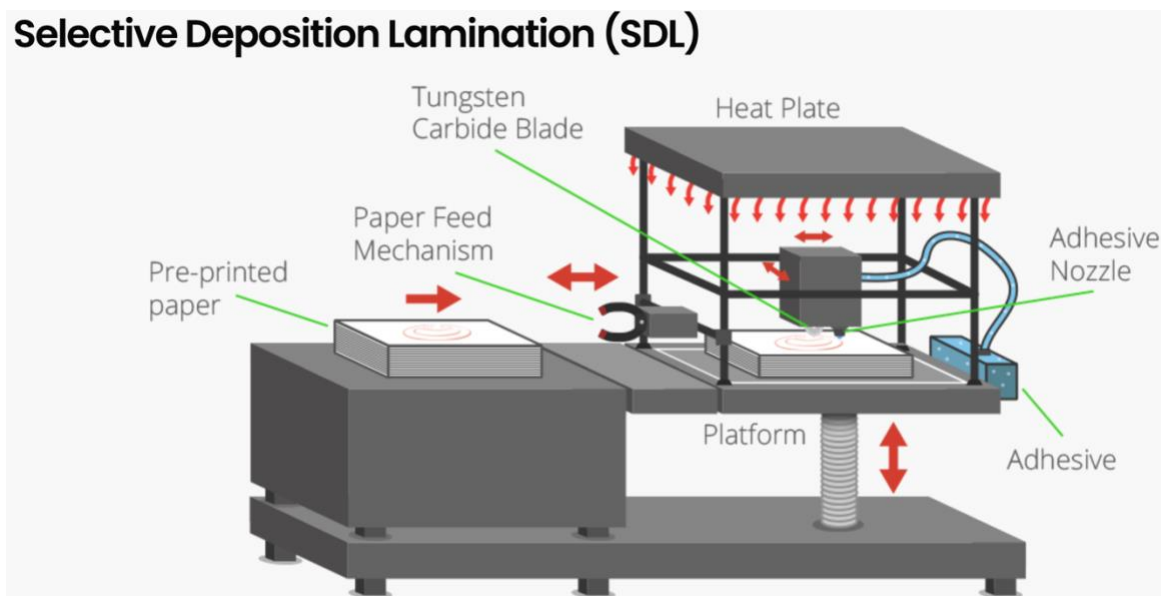 Selective Deposition Lamination (SDL)
Tungsten
Carbide Blade
Heat Plate
Paper Feed
Mechanism
Adhesive
Nozzle
Pre-printed
paper
Platform
Adhesive